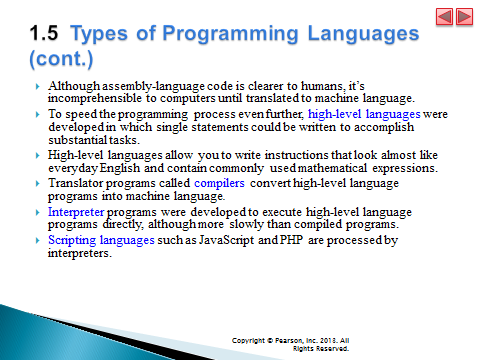 1.5 Types of Programming Languages
(cont.)
Although assembly-language code is clearer to humans, it's
incomprehensible to computers until translated to machine language.
To speed the programming process even further, high-level languages were
developed in which single statements could be written to accomplish
substantial tasks.
High-level languages allow you to write instructions that look almost like
everyday English and contain commonly used mathematical expressions.
Translator programs called compilers convert high-level language
programs into machine language.
Interpreter programs were developed to execute high-level language
programs directly, although more slowly than compiled programs.
Scripting languages such as JavaScript and PHP are processed by
interpreters.
Copyright © Pearson, Inc. 2013. All
Rights Reserved.